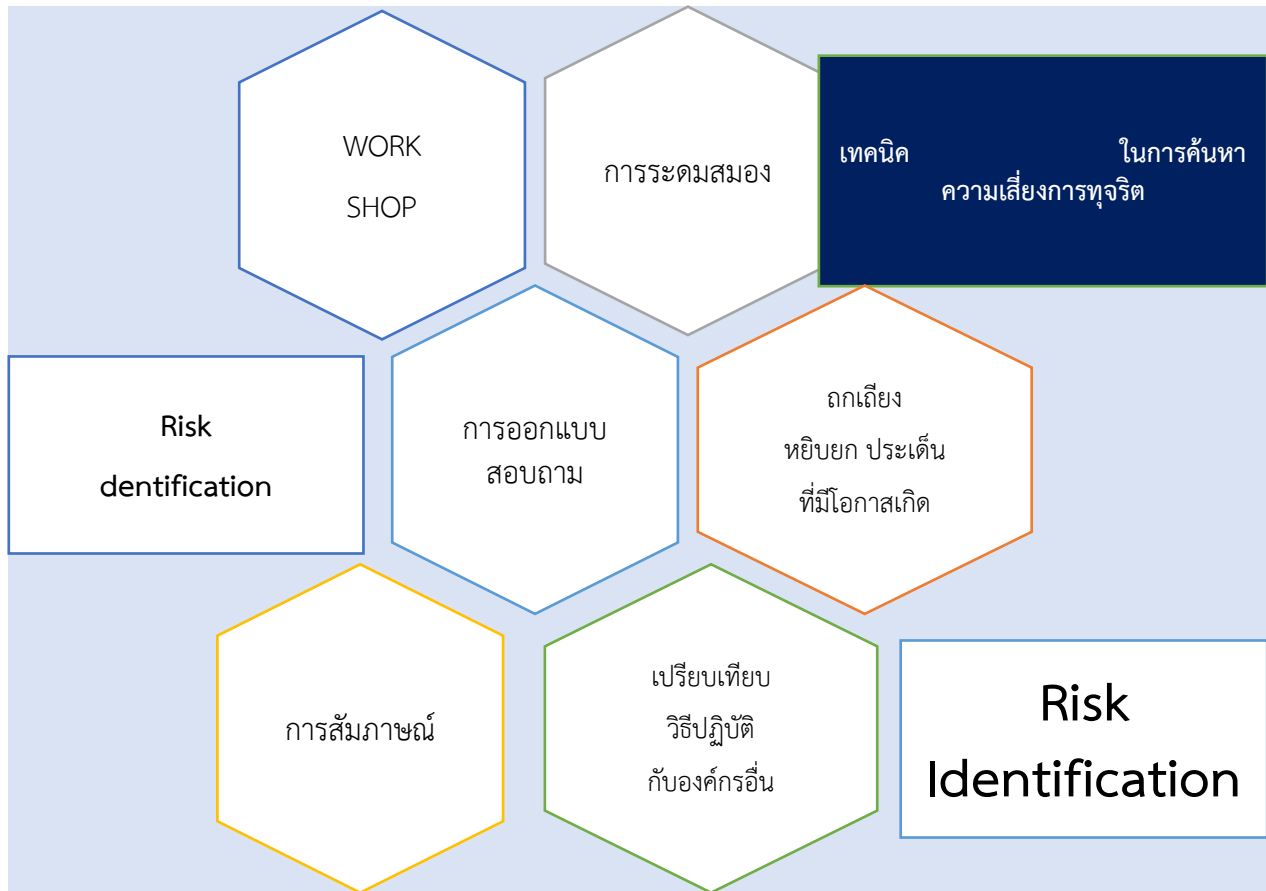 WORK
SHOP
การระดมสมอง
เทคนิค ในการค้นหา
ความเสี่ยงการทุจริต
Risk
dentification
การออกแบบ
สอบถาม
ถกเถียง
หยิบยก ประเด็น
ที่มีโอกาสเกิด
การสัมภาษณ์
เปรียบเทียบ
วิธีปฏิบัติ
กับองค์กรอื่น
Risk
Identification